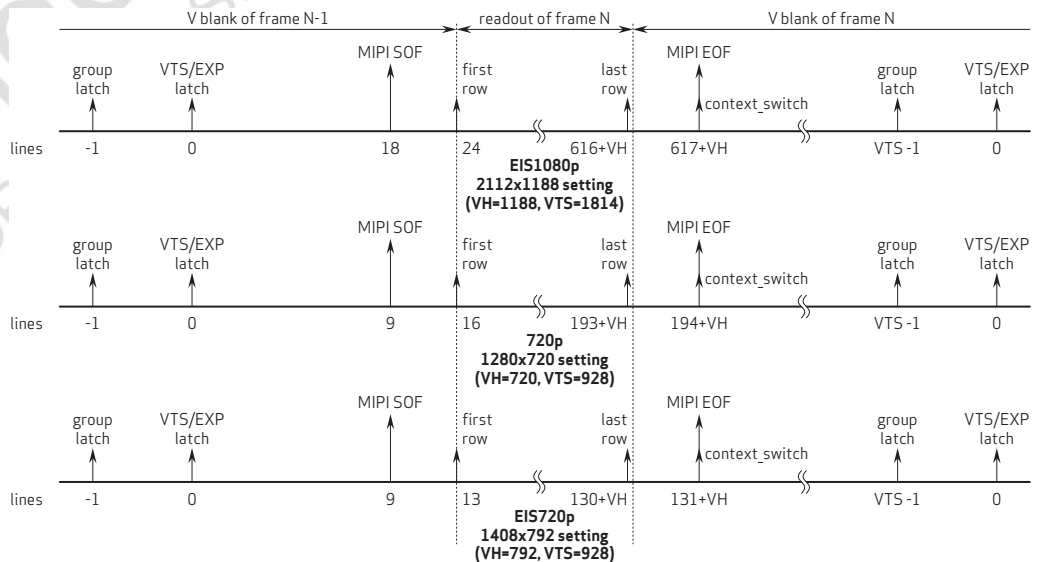 V blank of frame N-1 readout of frame N V blank of frame N
MIPI SOF MIPI EOF
group latch VTS/EXP latch first row last row context_switch group latch VTS/EXP latch
lines -1 0 18 24 616+VH 617+VH VTS-1 0
EIS1080p
2112x1188 setting
(VH=1188, VTS=1814)
MIPI SOF MIPI EOF
group latch VTS/EXP latch first row last row context_switch group latch VTS/EXP latch
lines -1 0 9 16 193+VH 194+VH VTS-1 0
720p
1280x720 setting
(VH=720, VTS=928)
MIPI SOF MIPI EOF
group latch VTS/EXP latch first row last row context_switch group latch VTS/EXP latch
lines -1 0 9 13 130+VH 131+VH VTS-1 0
EIS720p
1408x792 setting
(VH=792, VTS=928)